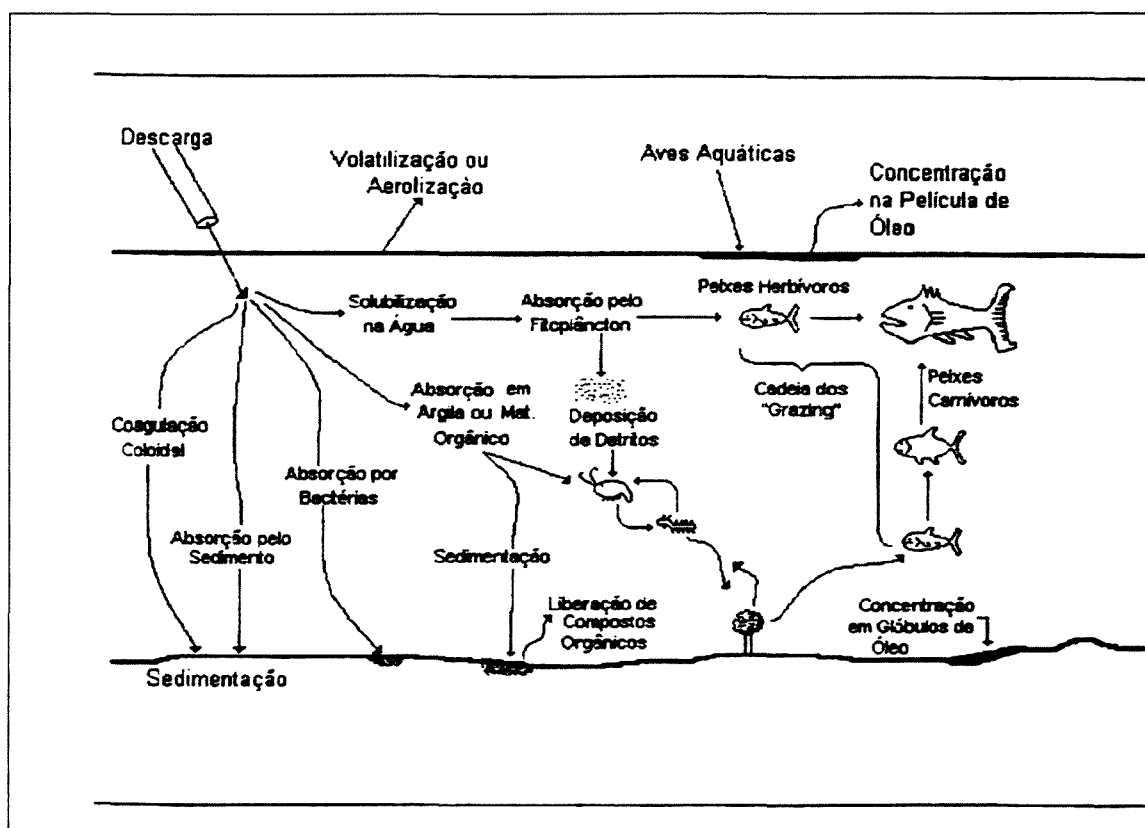 Descarga
Volatilização ou
Aerolização
Aves Aquáticas
Concentração
na Película de
Óleo
Solubilização
na Água
Absorção pelo
Fitoplâncton
Peixes Herbívoros
Absorção em
Argila ou Mat.
Orgânico
Deposição
de Detritos
Cadeia dos
"Grazing"
Peixes
Carnívoros
Coagulação
Coloidal
Absorção por
Bactérias
Absorção pelo
Sedimento
Sedimentação
Liberação de
Compostos
Orgânicos
Concentração
em Glóbulos de
Óleo
Sedimentação